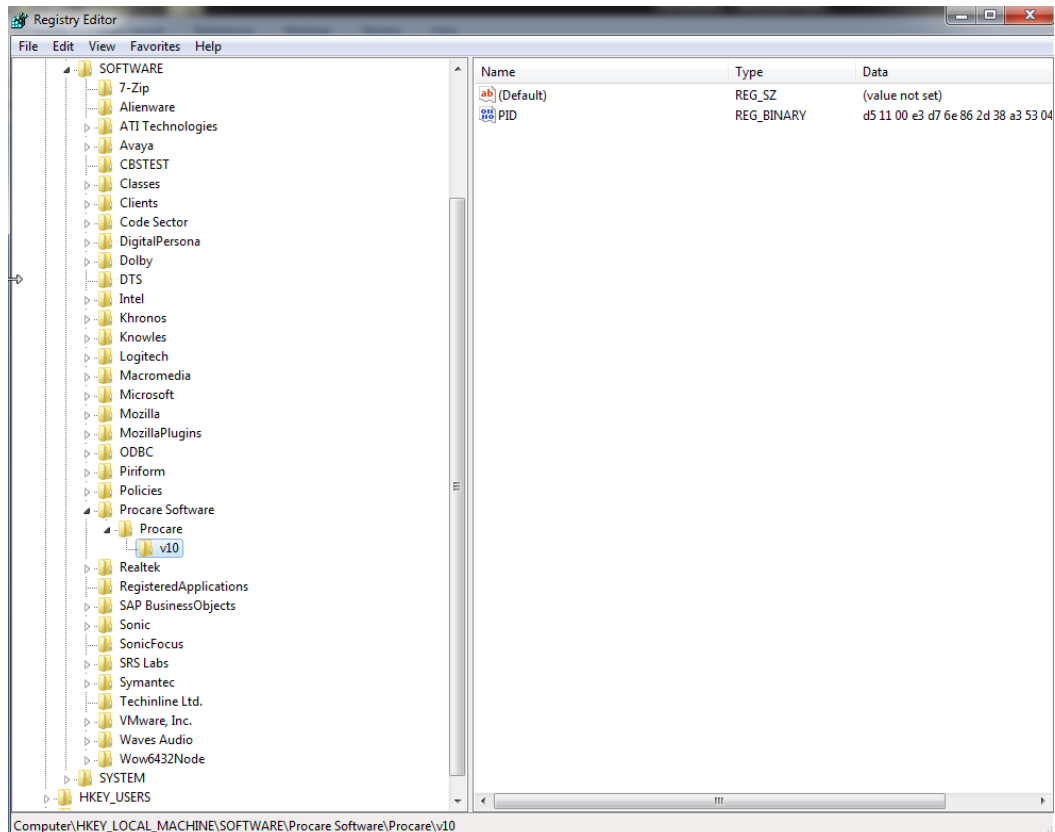 Registry Editor
File Edit View Favorites Help
SOFTWARE
7-Zip
Alienware
ATI Technologies
Avaya
CBSTEST
Classes
Clients
Code Sector
DigitalPersona
Dolby
DTS
Intel
Khronos
Knowles
Logitech
Macromedia
Microsoft
Mozilla
MozillaPlugins
ODBC
Piriform
Policies
Procare Software
Procare
v10
Realtek
RegisteredApplications
SAP BusinessObjects
Sonic
SonicFocus
SRS Labs
Symantec
Techinline Ltd.
VMware, Inc.
Waves Audio
Wow6432Node
SYSTEM
HKEY_USERS
Name Type Data
(Default) REG_SZ (value not set)
PID REG_BINARY d5 11 00 e3 d7 6e 86 2d 38 a3 53 04
Computer\HKEY_LOCAL_MACHINE\SOFTWARE\Procare Software\Procare\v10